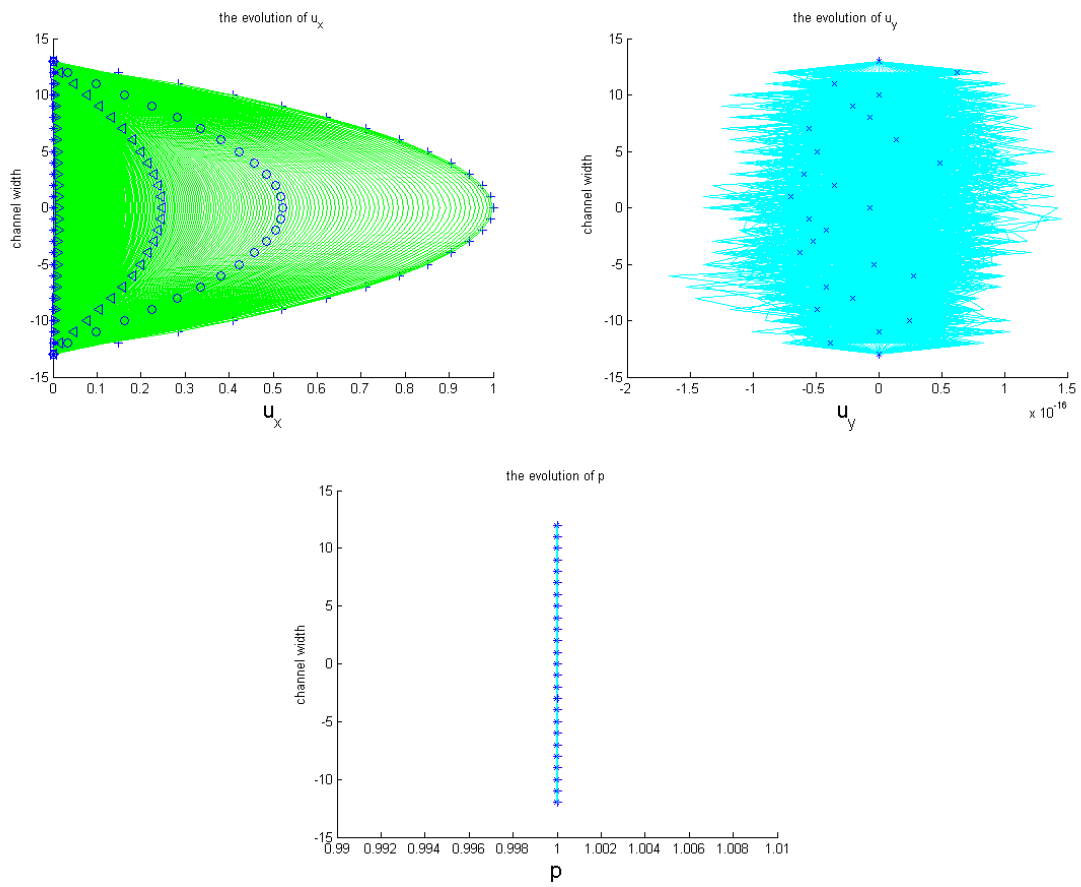 the evolution of u_x
15
10
5
0
-5
-10
-15
channel width
0 0.1 0.2 0.3 0.4 0.5 0.6 0.7 0.8 0.9 1
u_x
the evolution of u_y
15
10
5
0
-5
-10
-15
channel width
-2 -1.5 -1 -0.5 0 0.5 1 1.5
x 10^-16
u_y
the evolution of p
15
10
5
0
-5
-10
-15
channel width
0.99 0.992 0.994 0.996 0.998 1 1.002 1.004 1.006 1.008 1.01
p